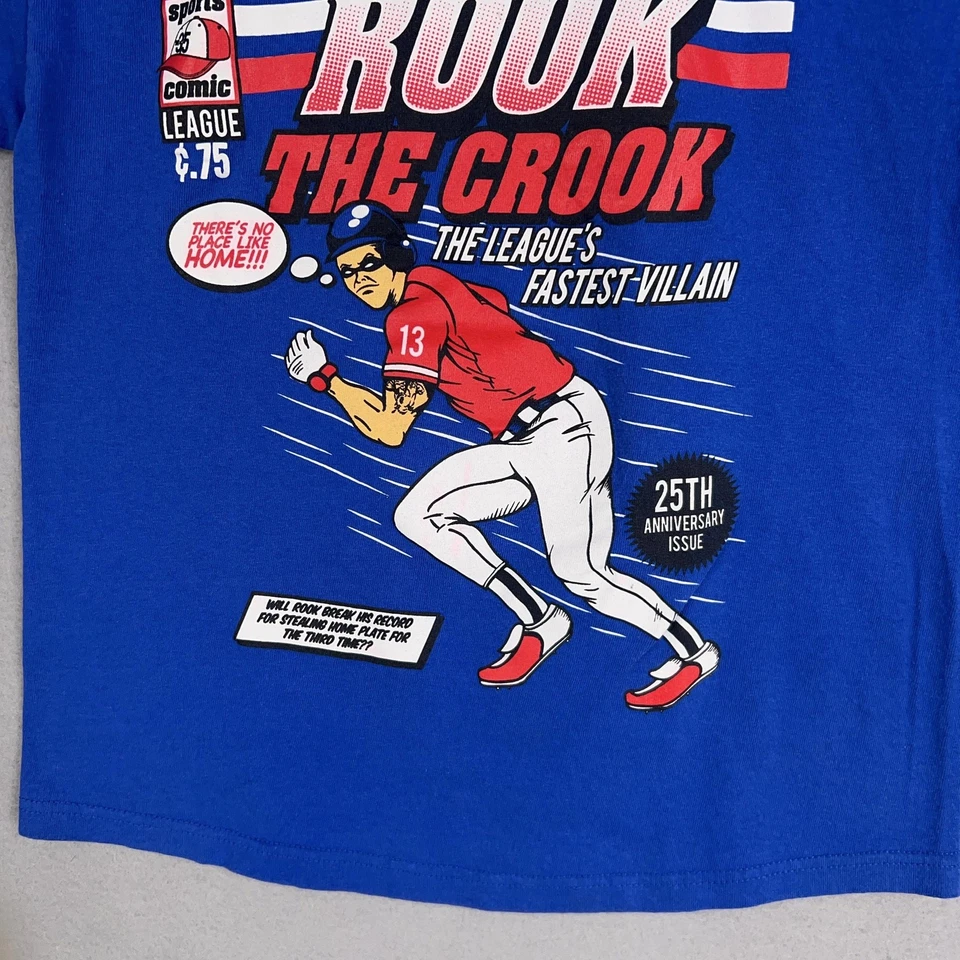 sports
95
comic
LEAGUE
¢.75
ROOK
THE CROOK
THE LEAGUE'S
FASTEST VILLAIN
THERE'S NO
PLACE LIKE
HOME!!!
13
25TH
ANNIVERSARY
ISSUE
WILL ROOK BREAK HIS RECORD
FOR STEALING HOME PLATE FOR
THE THIRD TIME??